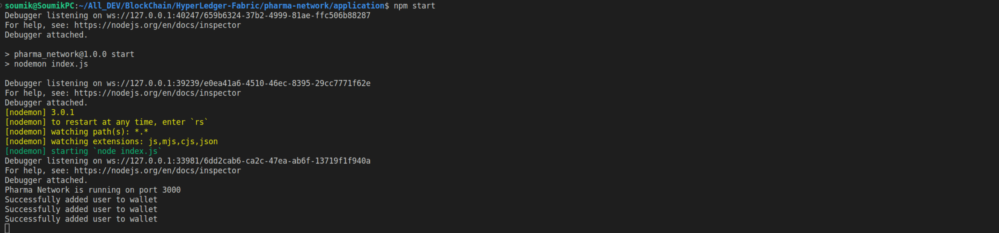 soumik@SoumikPC:~/All_DEV/BlockChain/HyperLedger-Fabric/pharma-network/application$ npm start
Debugger listening on ws://127.0.0.1:40247/659b6324-37b2-4999-81ae-ffc506b88287
For help, see: https://nodejs.org/en/docs/inspector
Debugger attached.
> pharma_network@1.0.0 start
> nodemon index.js
Debugger listening on ws://127.0.0.1:39239/e0ea41a6-4510-46ec-8395-29cc7771f62e
For help, see: https://nodejs.org/en/docs/inspector
Debugger attached.
[nodemon] 3.0.1
[nodemon] to restart at any time, enter `rs`
[nodemon] watching path(s): *.*
[nodemon] watching extensions: js,mjs,cjs,json
[nodemon] starting `node index.js`
Debugger listening on ws://127.0.0.1:33981/6dd2cab6-ca2c-47ea-ab6f-13719f1f940a
For help, see: https://nodejs.org/en/docs/inspector
Debugger attached.
Pharma Network is running on port 3000
Successfully added user to wallet
Successfully added user to wallet
Successfully added user to wallet